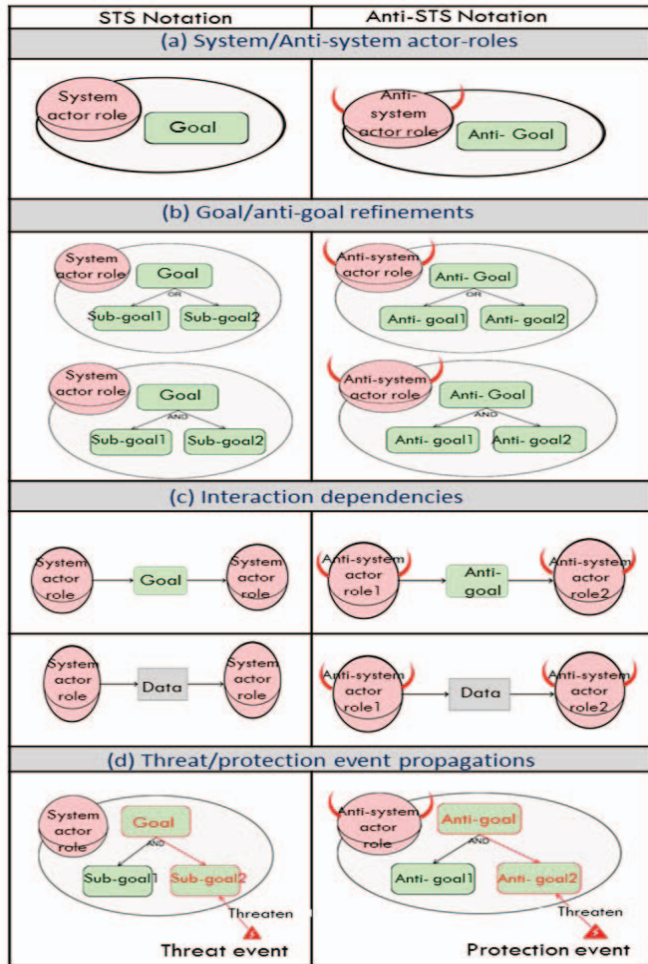 STS Notation
Anti-STS Notation
(a) System/Anti-system actor-roles
System
actor role
Goal
Anti-
system
actor role
Anti- Goal
(b) Goal/anti-goal refinements
System
actor role
Goal
OR
Sub-goal1
Sub-goal2
Anti-system
actor role
Anti- Goal
OR
Anti- goal1
Anti- goal2
System
actor role
Goal
AND
Sub-goal1
Sub-goal2
Anti-system
actor role
Anti- Goal
AND
Anti- goal1
Anti- goal2
(c) Interaction dependencies
System
actor
role
Goal
System
actor
role
Anti-system
actor
role1
Anti-
goal
Anti-system
actor
role2
System
actor
role
Data
System
actor
role
Anti-system
actor
role1
Data
Anti-system
actor
role2
(d) Threat/protection event propagations
System
actor
role
Goal
AND
Sub-goal1
Sub-goal2
Threaten
Threat event
Anti-system
actor
role
Anti-goal
AND
Anti- goal1
Anti- goal2
Threaten
Protection event